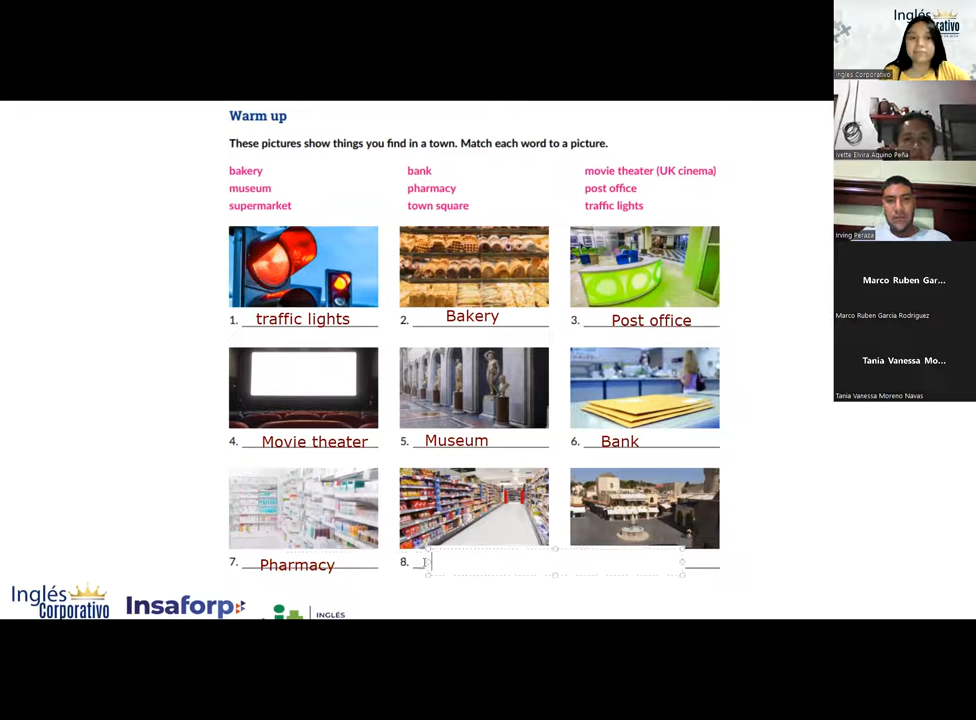 Inglés
Corporativo
Warm up
These pictures show things you find in a town. Match each word to a picture.
bakery bank movie theater (UK cinema)
museum pharmacy post office
supermarket town square traffic lights
1. traffic lights 2. Bakery 3. Post office
4. Movie theater 5. Museum 6. Bank
7. Pharmacy 8.
Inglés
Corporativo
Insaforp
it
INGLÉS
Inglés
rativo
Ingles Corporativo
Ivette Elvira Aquino Peña
Irving Peraza
Marco Ruben Gar...
Marco Ruben Garcia Rodriguez
Tania Vanessa Mo...
Tania Vanessa Moreno Navas